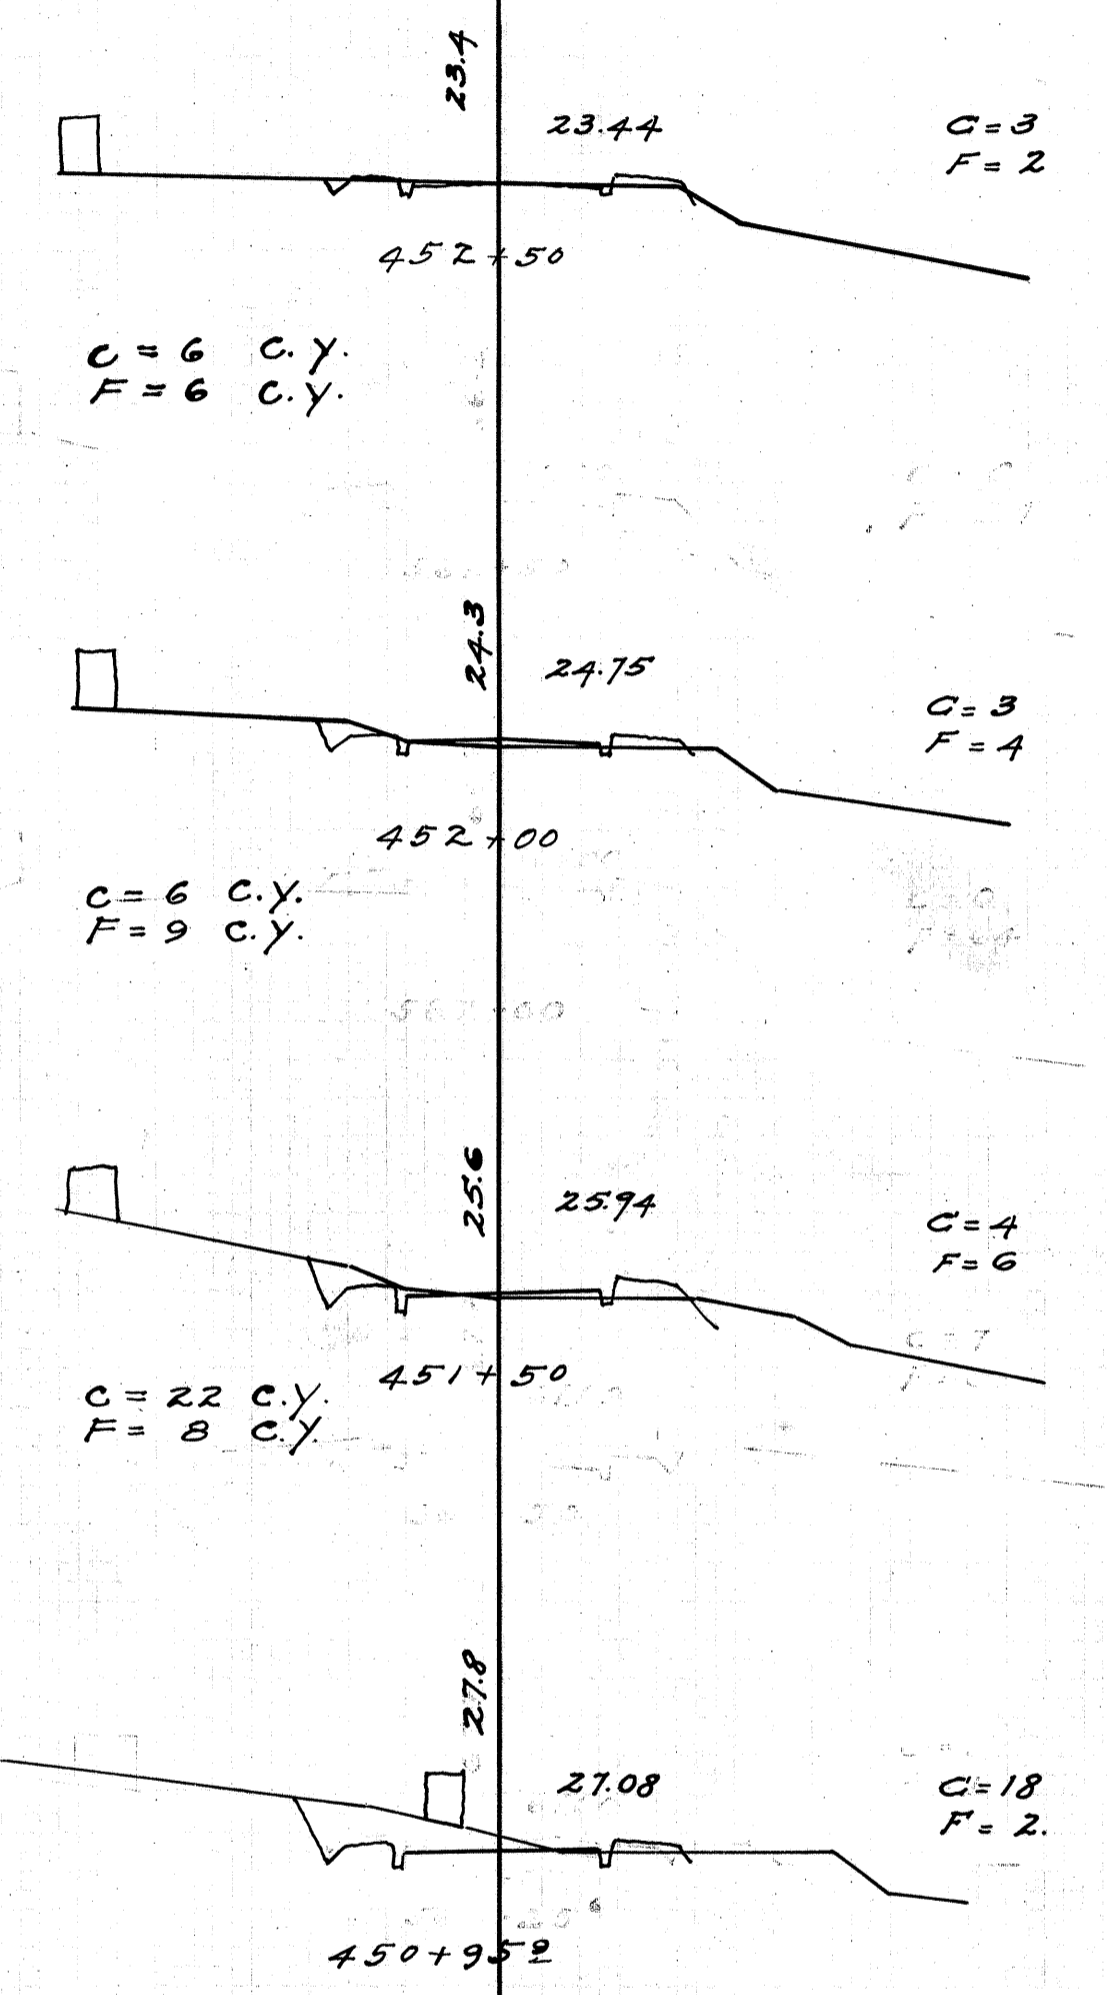 23.4
23.44
C=3
F=2
452+50
C = 6 C.Y.
F = 6 C.Y.
24.3
24.75
C=3
F=4
452+00
C = 6 C.Y.
F = 9 C.Y.
25.6
25.94
C=4
F=6
451+50
C = 22 C.Y.
F = 8 C.Y.
27.8
27.08
C=18
F=2.